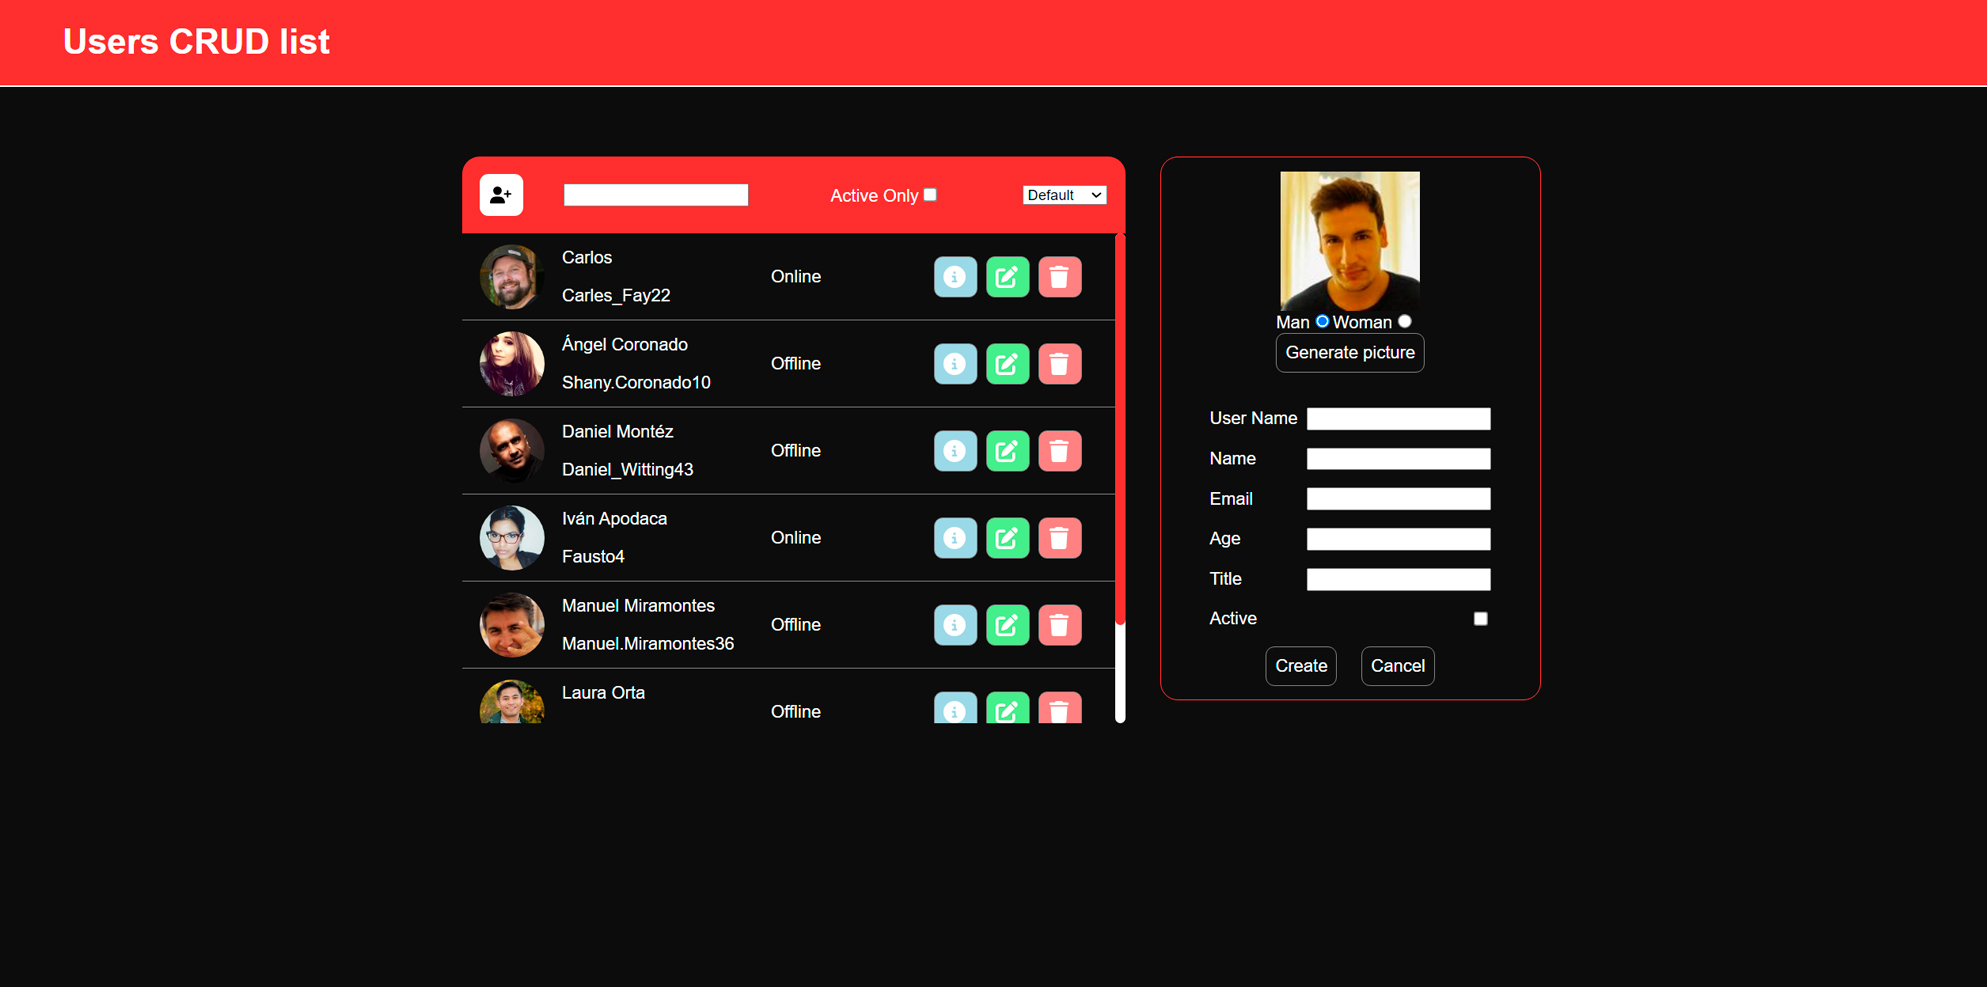 Users CRUD list
Active Only
Default
Carlos
Carles_Fay22
Online
Ángel Coronado
Shany.Coronado10
Offline
Daniel Montéz
Daniel_Witting43
Offline
Iván Apodaca
Fausto4
Online
Manuel Miramontes
Manuel.Miramontes36
Offline
Laura Orta
Offline
Man Woman
Generate picture
User Name
Name
Email
Age
Title
Active
Create Cancel